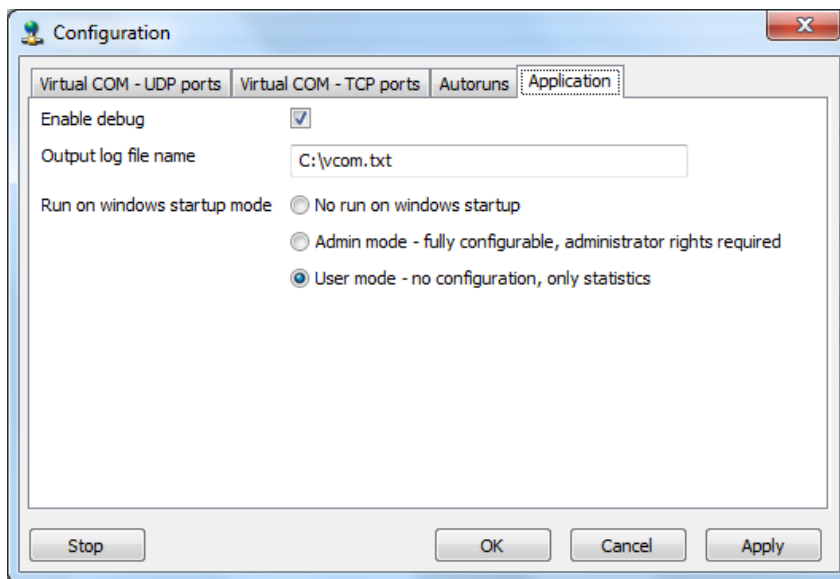 Configuration
Virtual COM - UDP ports Virtual COM - TCP ports Autoruns Application
Enable debug
Output log file name C:\vcom.txt
Run on windows startup mode No run on windows startup
Admin mode - fully configurable, administrator rights required
User mode - no configuration, only statistics
Stop OK Cancel Apply